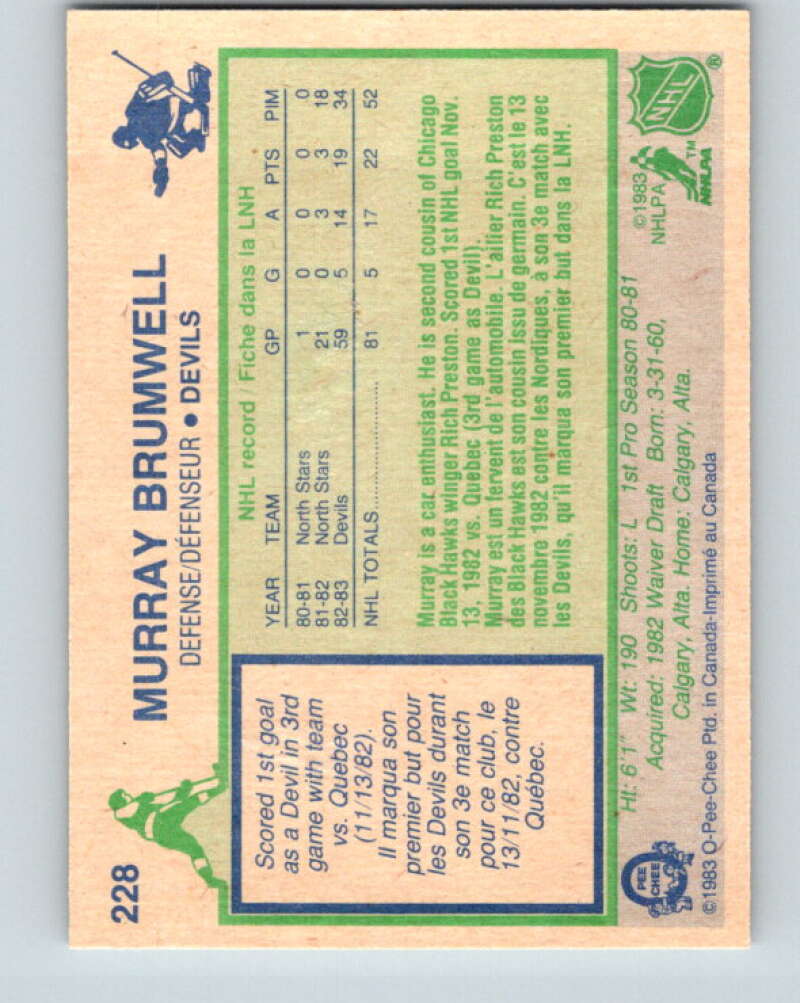 228
MURRAY BRUMWELL
DEFENSE/DÉFENSEUR • DEVILS
Scored 1st goal
as a Devil in 3rd
game with team
vs. Quebec
(11/13/82).
Il marqua son
premier but pour
les Devils durant
son 3e match
pour ce club, le
13/11/82, contre
Québec.
NHL record / Fiche dans la LNH
YEAR TEAM GP G A PTS PIM
80-81 North Stars 1 0 0 0 0
81-82 North Stars 21 0 3 3 18
82-83 Devils 59 5 14 19 34
NHL TOTALS 81 5 17 22 52
Murray is a car enthusiast. He is second cousin of Chicago
Black Hawks winger Rich Preston. Scored 1st NHL goal Nov.
13, 1982 vs. Quebec (3rd game as Devil).
Murray est un fervent de l'automobile. L'ailier Rich Preston
des Black Hawks est son cousin issu de germain. C'est le 13
novembre 1982 contre les Nordiques, à son 3e match avec
les Devils, qu'il marqua son premier but dans la LNH.
Ht: 6'1" Wt: 190 Shoots: L 1st Pro Season 80-81
Acquired: 1982 Waiver Draft Born: 3-31-60,
Calgary, Alta. Home: Calgary, Alta.
PEE
CHEE
©1983 O-Pee-Chee Ptd. in Canada-Imprimé au Canada
©1983
NHLPA
NHL ®
NHLPA ™